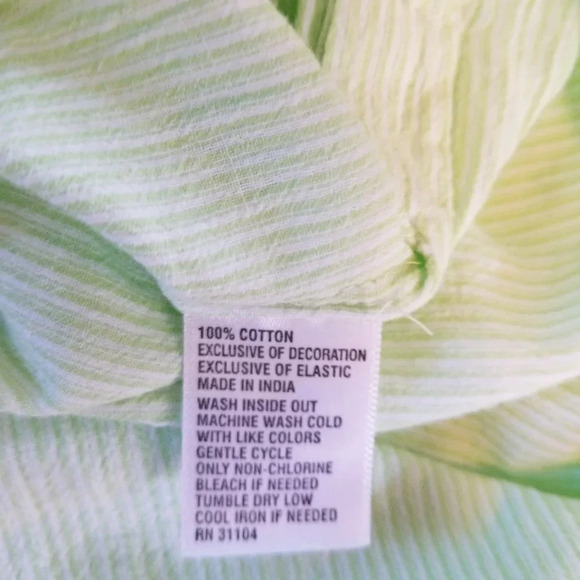 100% COTTON
EXCLUSIVE OF DECORATION
EXCLUSIVE OF ELASTIC
MADE IN INDIA
WASH INSIDE OUT
MACHINE WASH COLD
WITH LIKE COLORS
GENTLE CYCLE
ONLY NON-CHLORINE
BLEACH IF NEEDED
TUMBLE DRY LOW
COOL IRON IF NEEDED
RN 31104